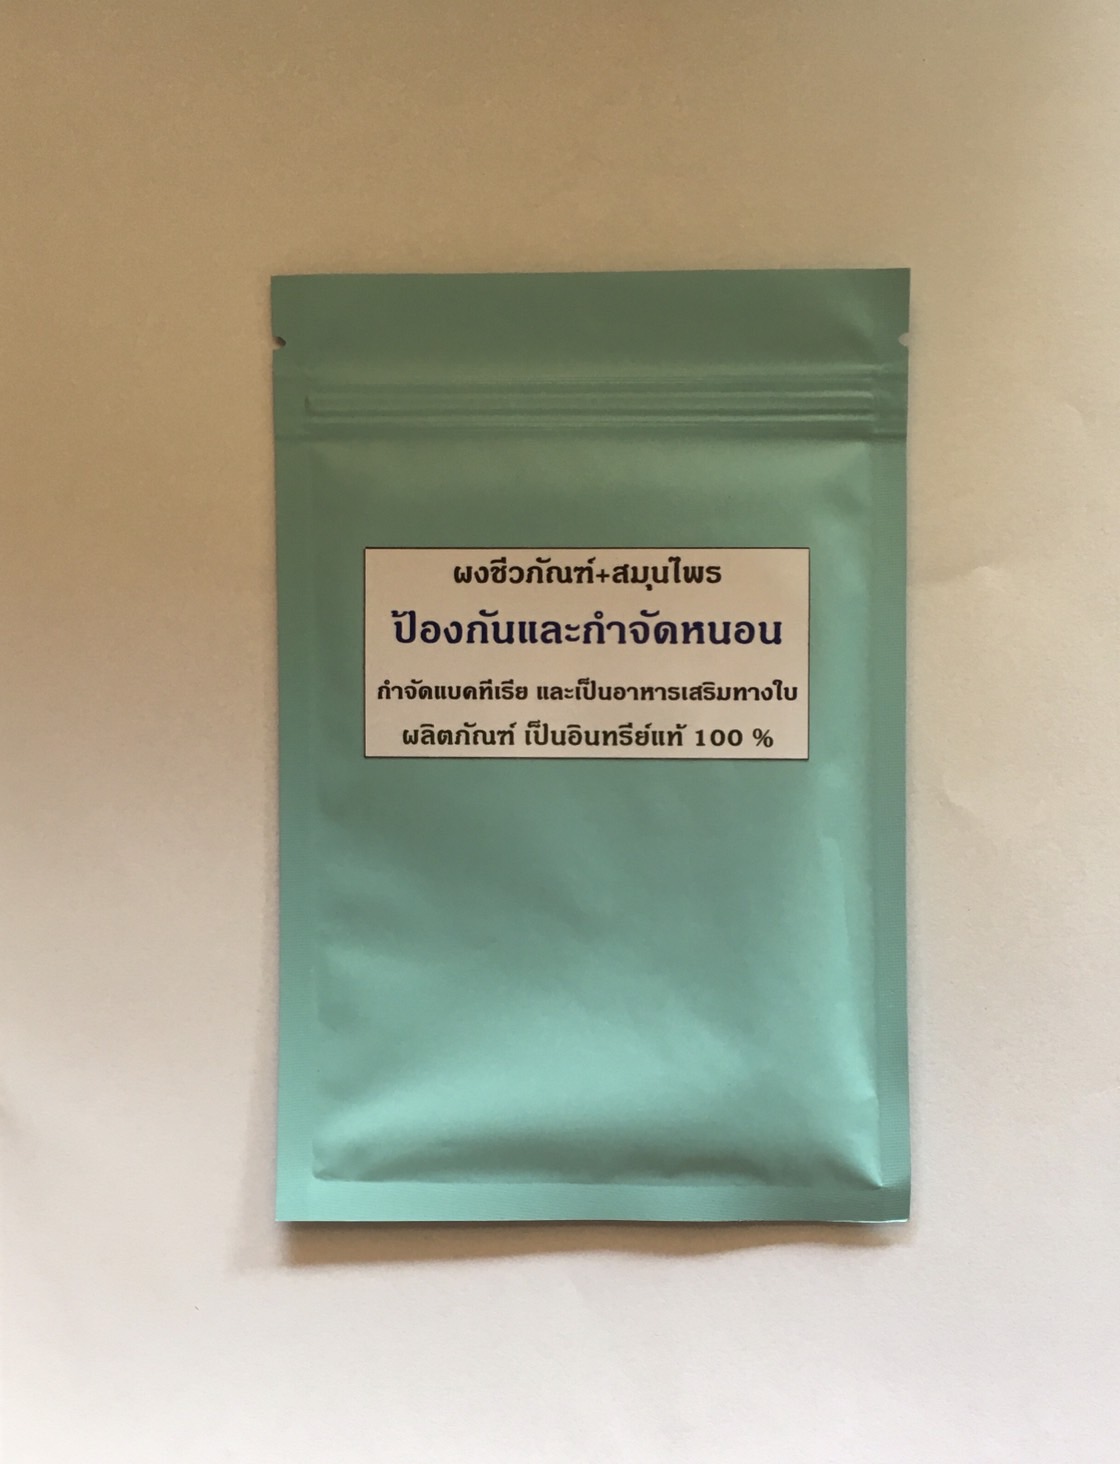 ผงชีวภัณฑ์+สมุนไพร
ป้องกันและกำจัดหนอน
กำจัดแบคทีเรีย และเป็นอาหารเสริมทางใบ
ผลิตภัณฑ์ เป็นอินทรีย์แท้ 100 %